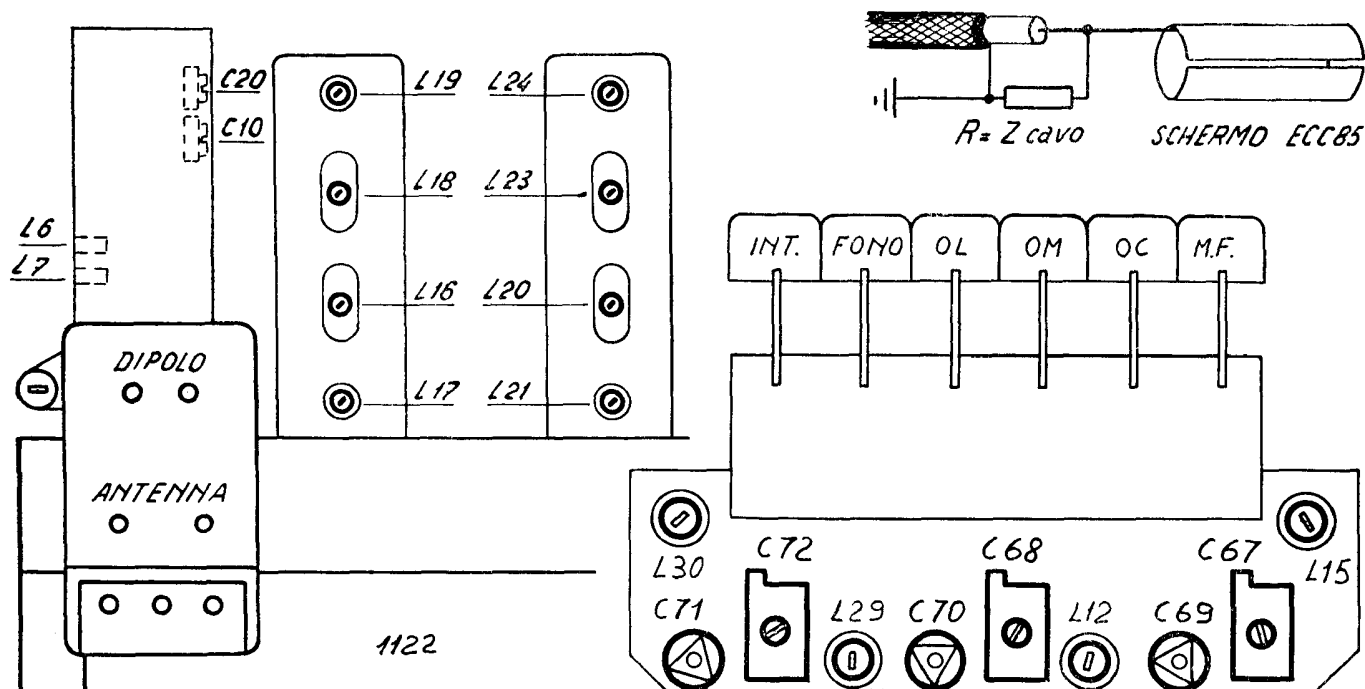 C20
C10
L6
L7
L19 L24
L18 L23
L16 L20
L17 L21
DIPOLO
ANTENNA
1122
R = Z cavo SCHERMO ECC85
INT. FONO OL OM OC M.F.
L30 C72 C68 C67 L15
C71 L29 C70 L12 C69